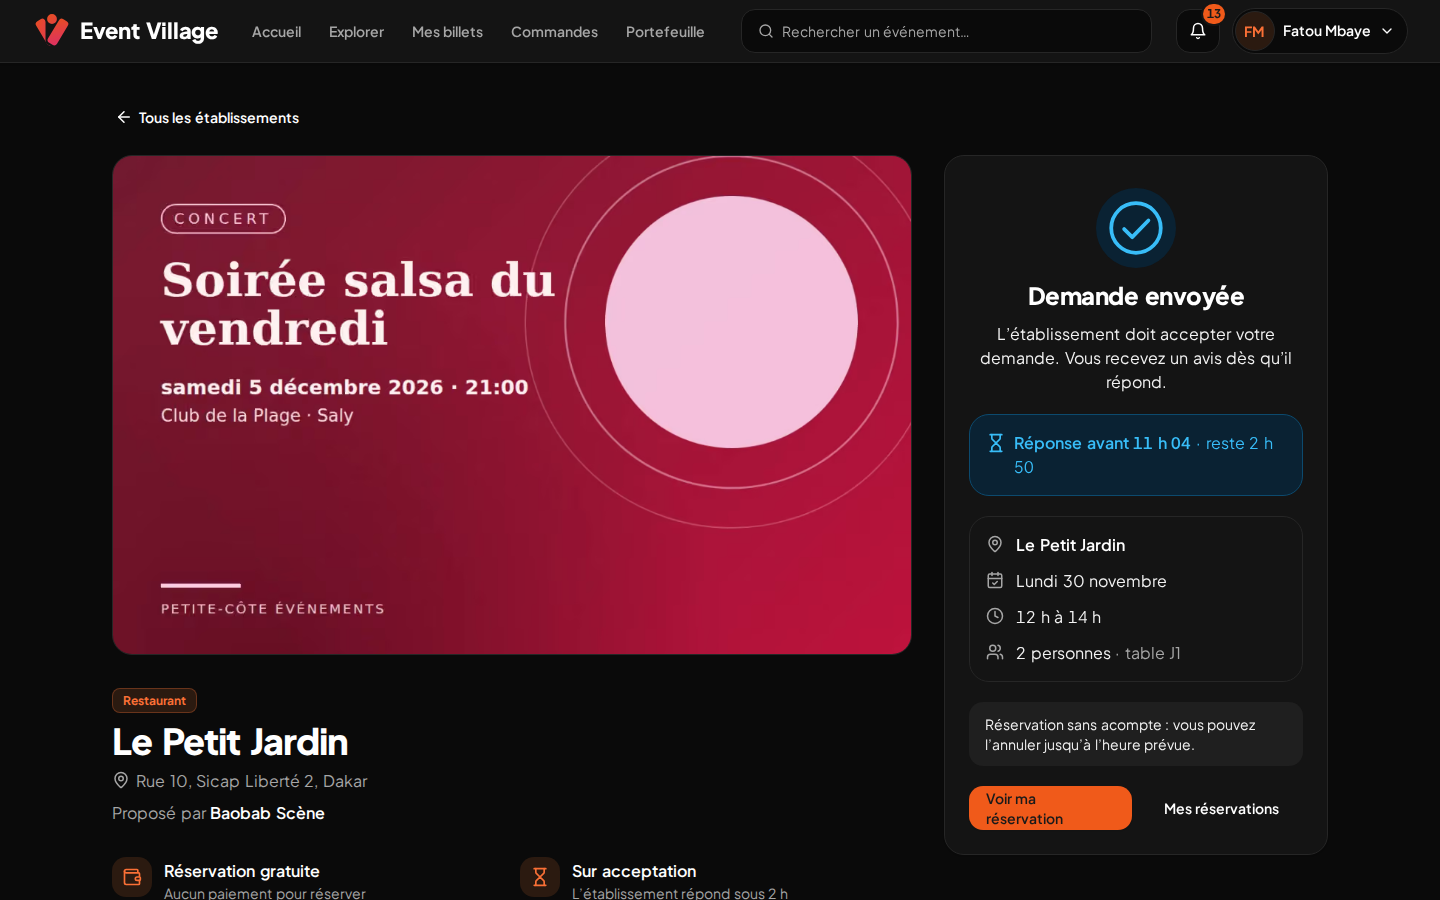 Event Village
Accueil
Explorer
Mes billets
Commandes
Portefeuille
Rechercher un événement…
13
FM
Fatou Mbaye
Tous les établissements
CONCERT
Soirée salsa du
vendredi
samedi 5 décembre 2026 · 21:00
Club de la Plage · Saly
PETITE-CÔTE ÉVÉNEMENTS
Restaurant
Le Petit Jardin
Rue 10, Sicap Liberté 2, Dakar
Proposé par Baobab Scène
Réservation gratuite
Aucun paiement pour réserver
Sur acceptation
L’établissement répond sous 2 h
Demande envoyée
L’établissement doit accepter votre
demande. Vous recevez un avis dès qu’il
répond.
Réponse avant 11 h 04 · reste 2 h
50
Le Petit Jardin
Lundi 30 novembre
12 h à 14 h
2 personnes · table J1
Réservation sans acompte : vous pouvez
l’annuler jusqu’à l’heure prévue.
Voir ma
réservation
Mes réservations